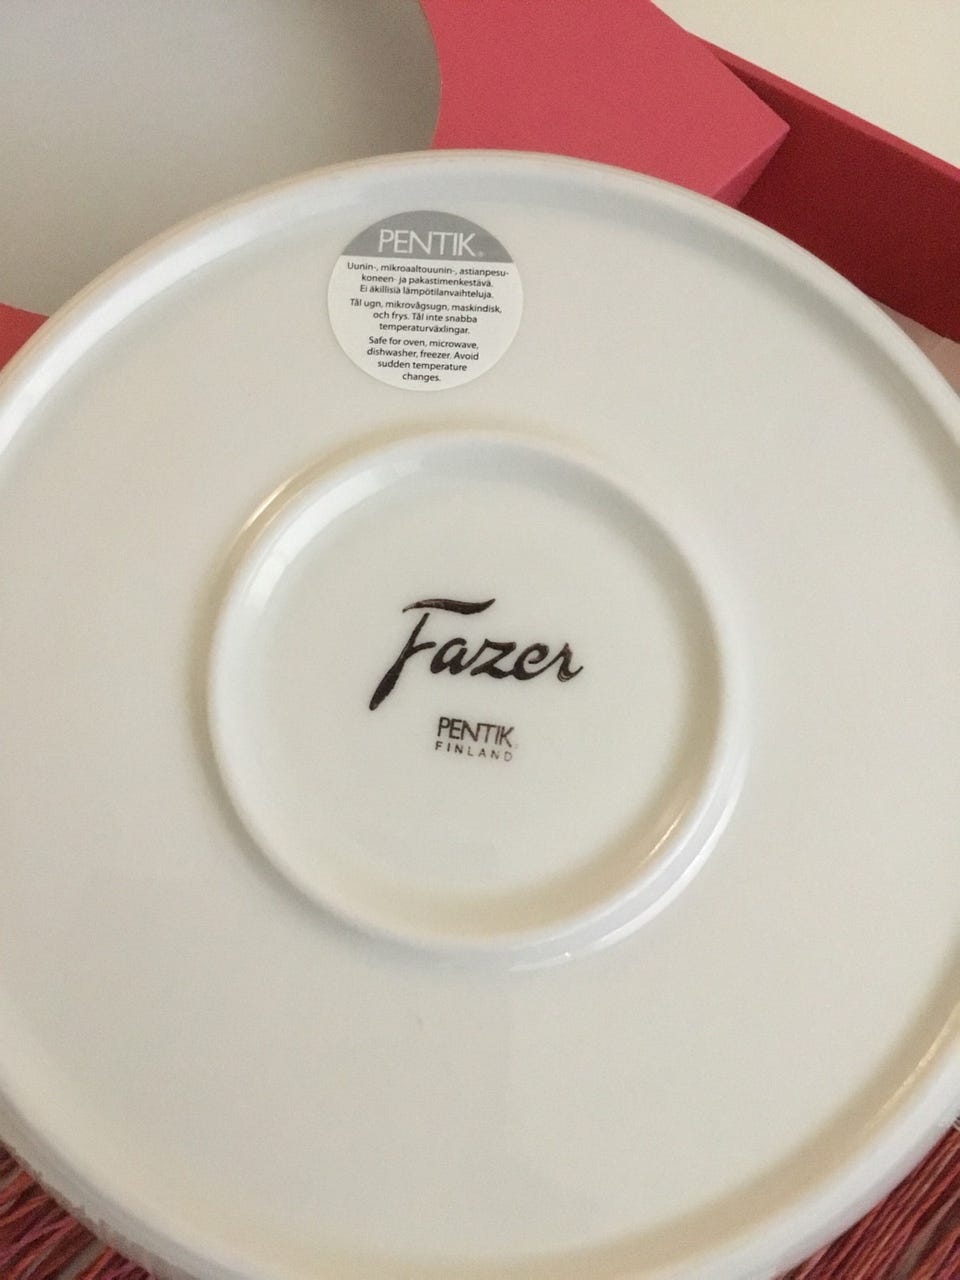 PENTIK
Uunin-, mikroaaltouunin-, astianpesu-
koneen- ja pakastimenkestävä.
Ei äkillisiä lämpötilanvaihteluja.
Tål ugn, mikrovågsugn, maskindisk,
och frys. Tål inte snabba
temperaturväxlingar.
Safe for oven, microwave,
dishwasher, freezer. Avoid
sudden temperature
changes.
Fazer
PENTIK
FINLAND